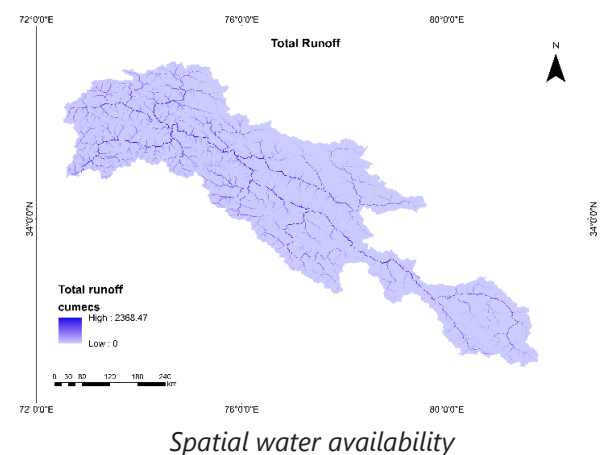 72°0'0"E 76°0'0"E 80°0'0"E
Total Runoff
N
34°0'0"N 34°0'0"N
Total runoff
cumecs
High : 2368.47
Low : 0
0 30 60 120 180 240
km
72°0'0"E 76°0'0"E 80°0'0"E
Spatial water availability